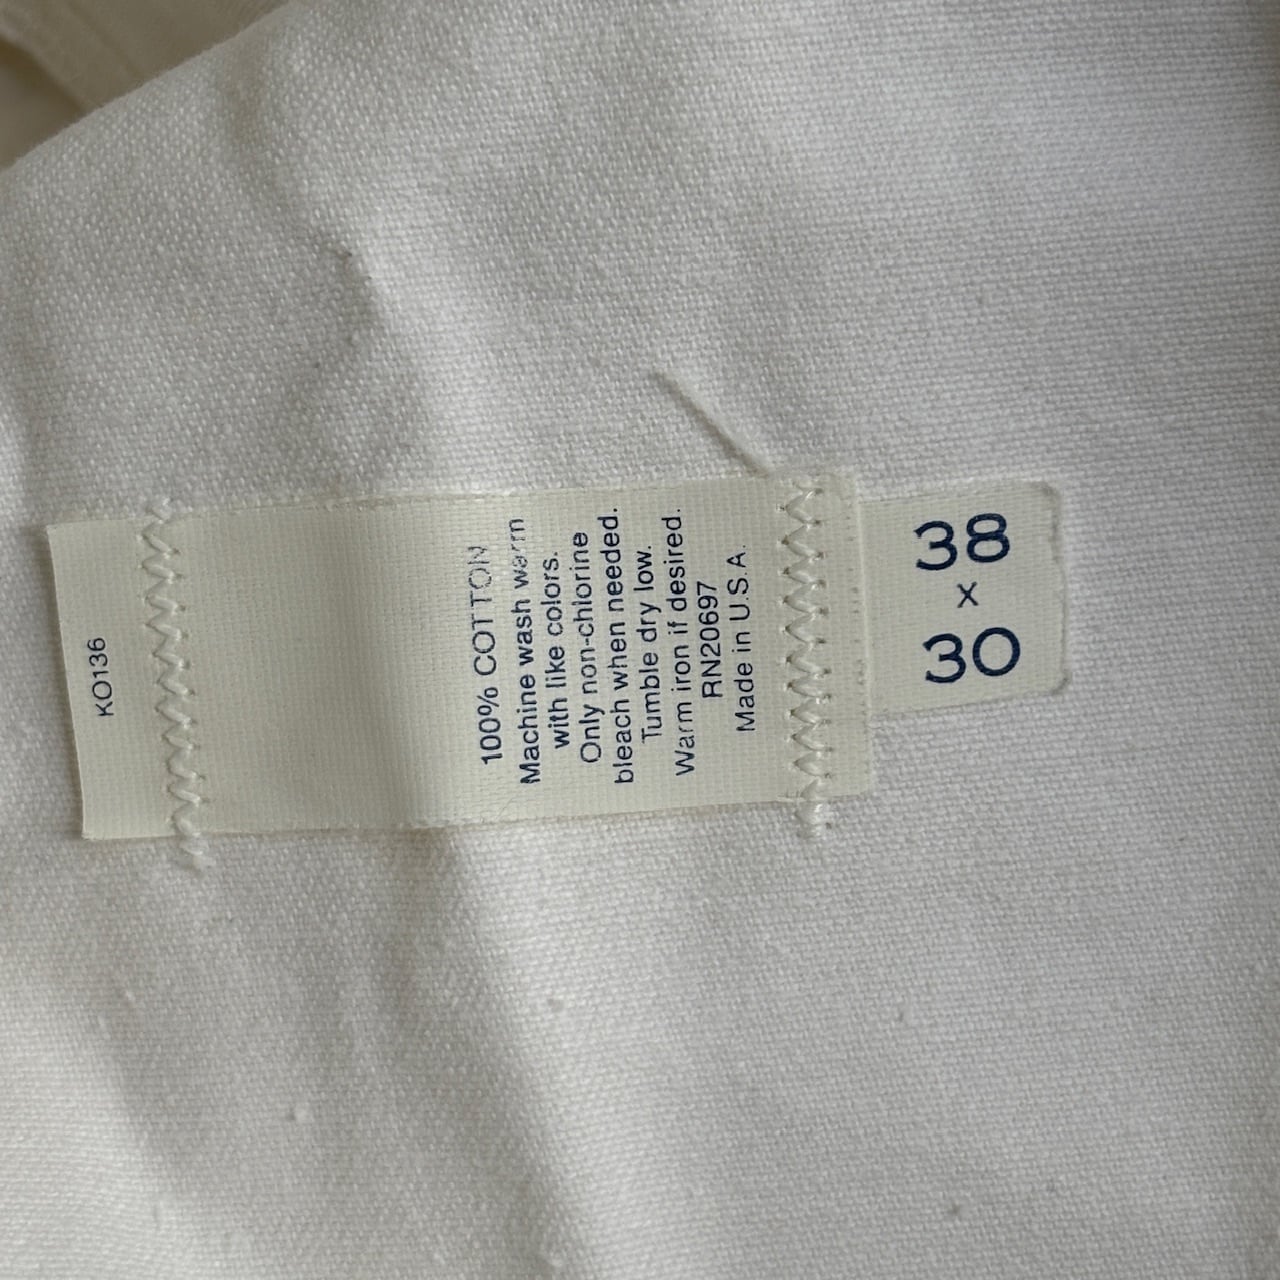 KO136
100% COTTON
Machine wash warm
with like colors.
Only non-chlorine
bleach when needed.
Tumble dry low.
Warm iron if desired.
RN20697
Made in U.S.A.
38
x
30